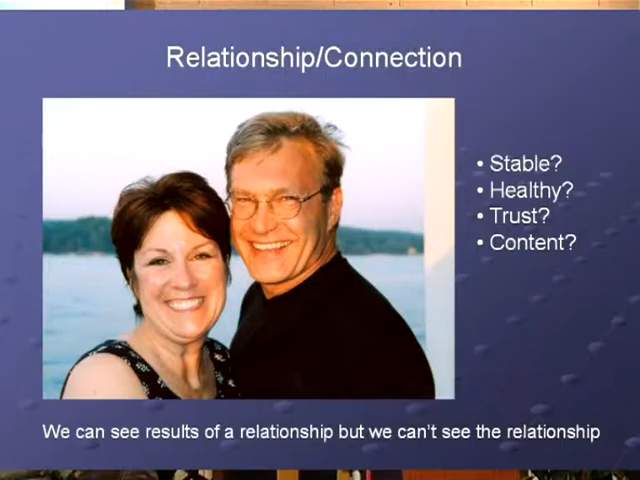 Relationship/Connection
• Stable?
• Healthy?
• Trust?
• Content?
We can see results of a relationship but we can't see the relationship